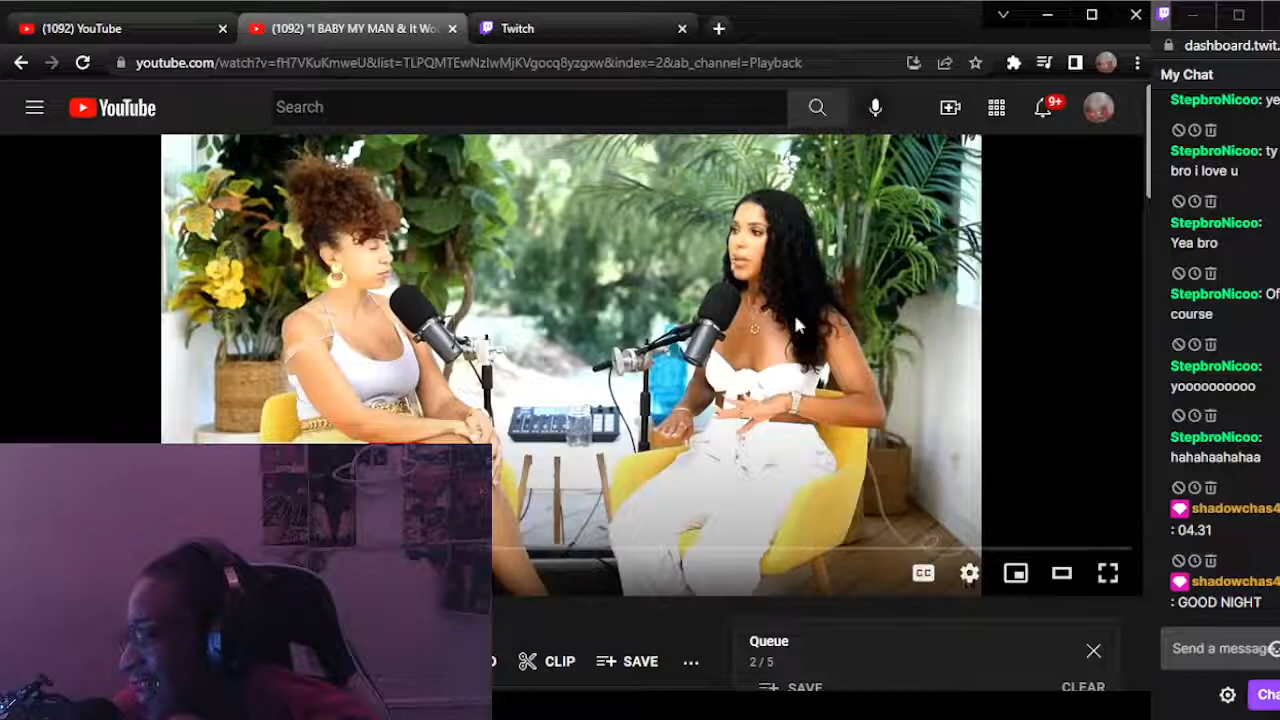 (1092) YouTube
(1092) "I BABY MY MAN & It Wo
Twitch
youtube.com/watch?v=fH7VKuKmweU&list=TLPQMTEwNzIwMjKVgocq8yzgxw&index=2&ab_channel=Playback
dashboard.twit
YouTube
Search
9+
My Chat
StepbroNicoo: ye
StepbroNicoo: ty
bro i love u
StepbroNicoo:
Yea bro
StepbroNicoo: Of
course
StepbroNicoo:
yoooooooooo
StepbroNicoo:
hahahaahahaa
shadowchas4
: 04.31
shadowchas4
: GOOD NIGHT
CC
CLIP
SAVE
Queue
2 / 5
SAVE
CLEAR
Send a message
Cha